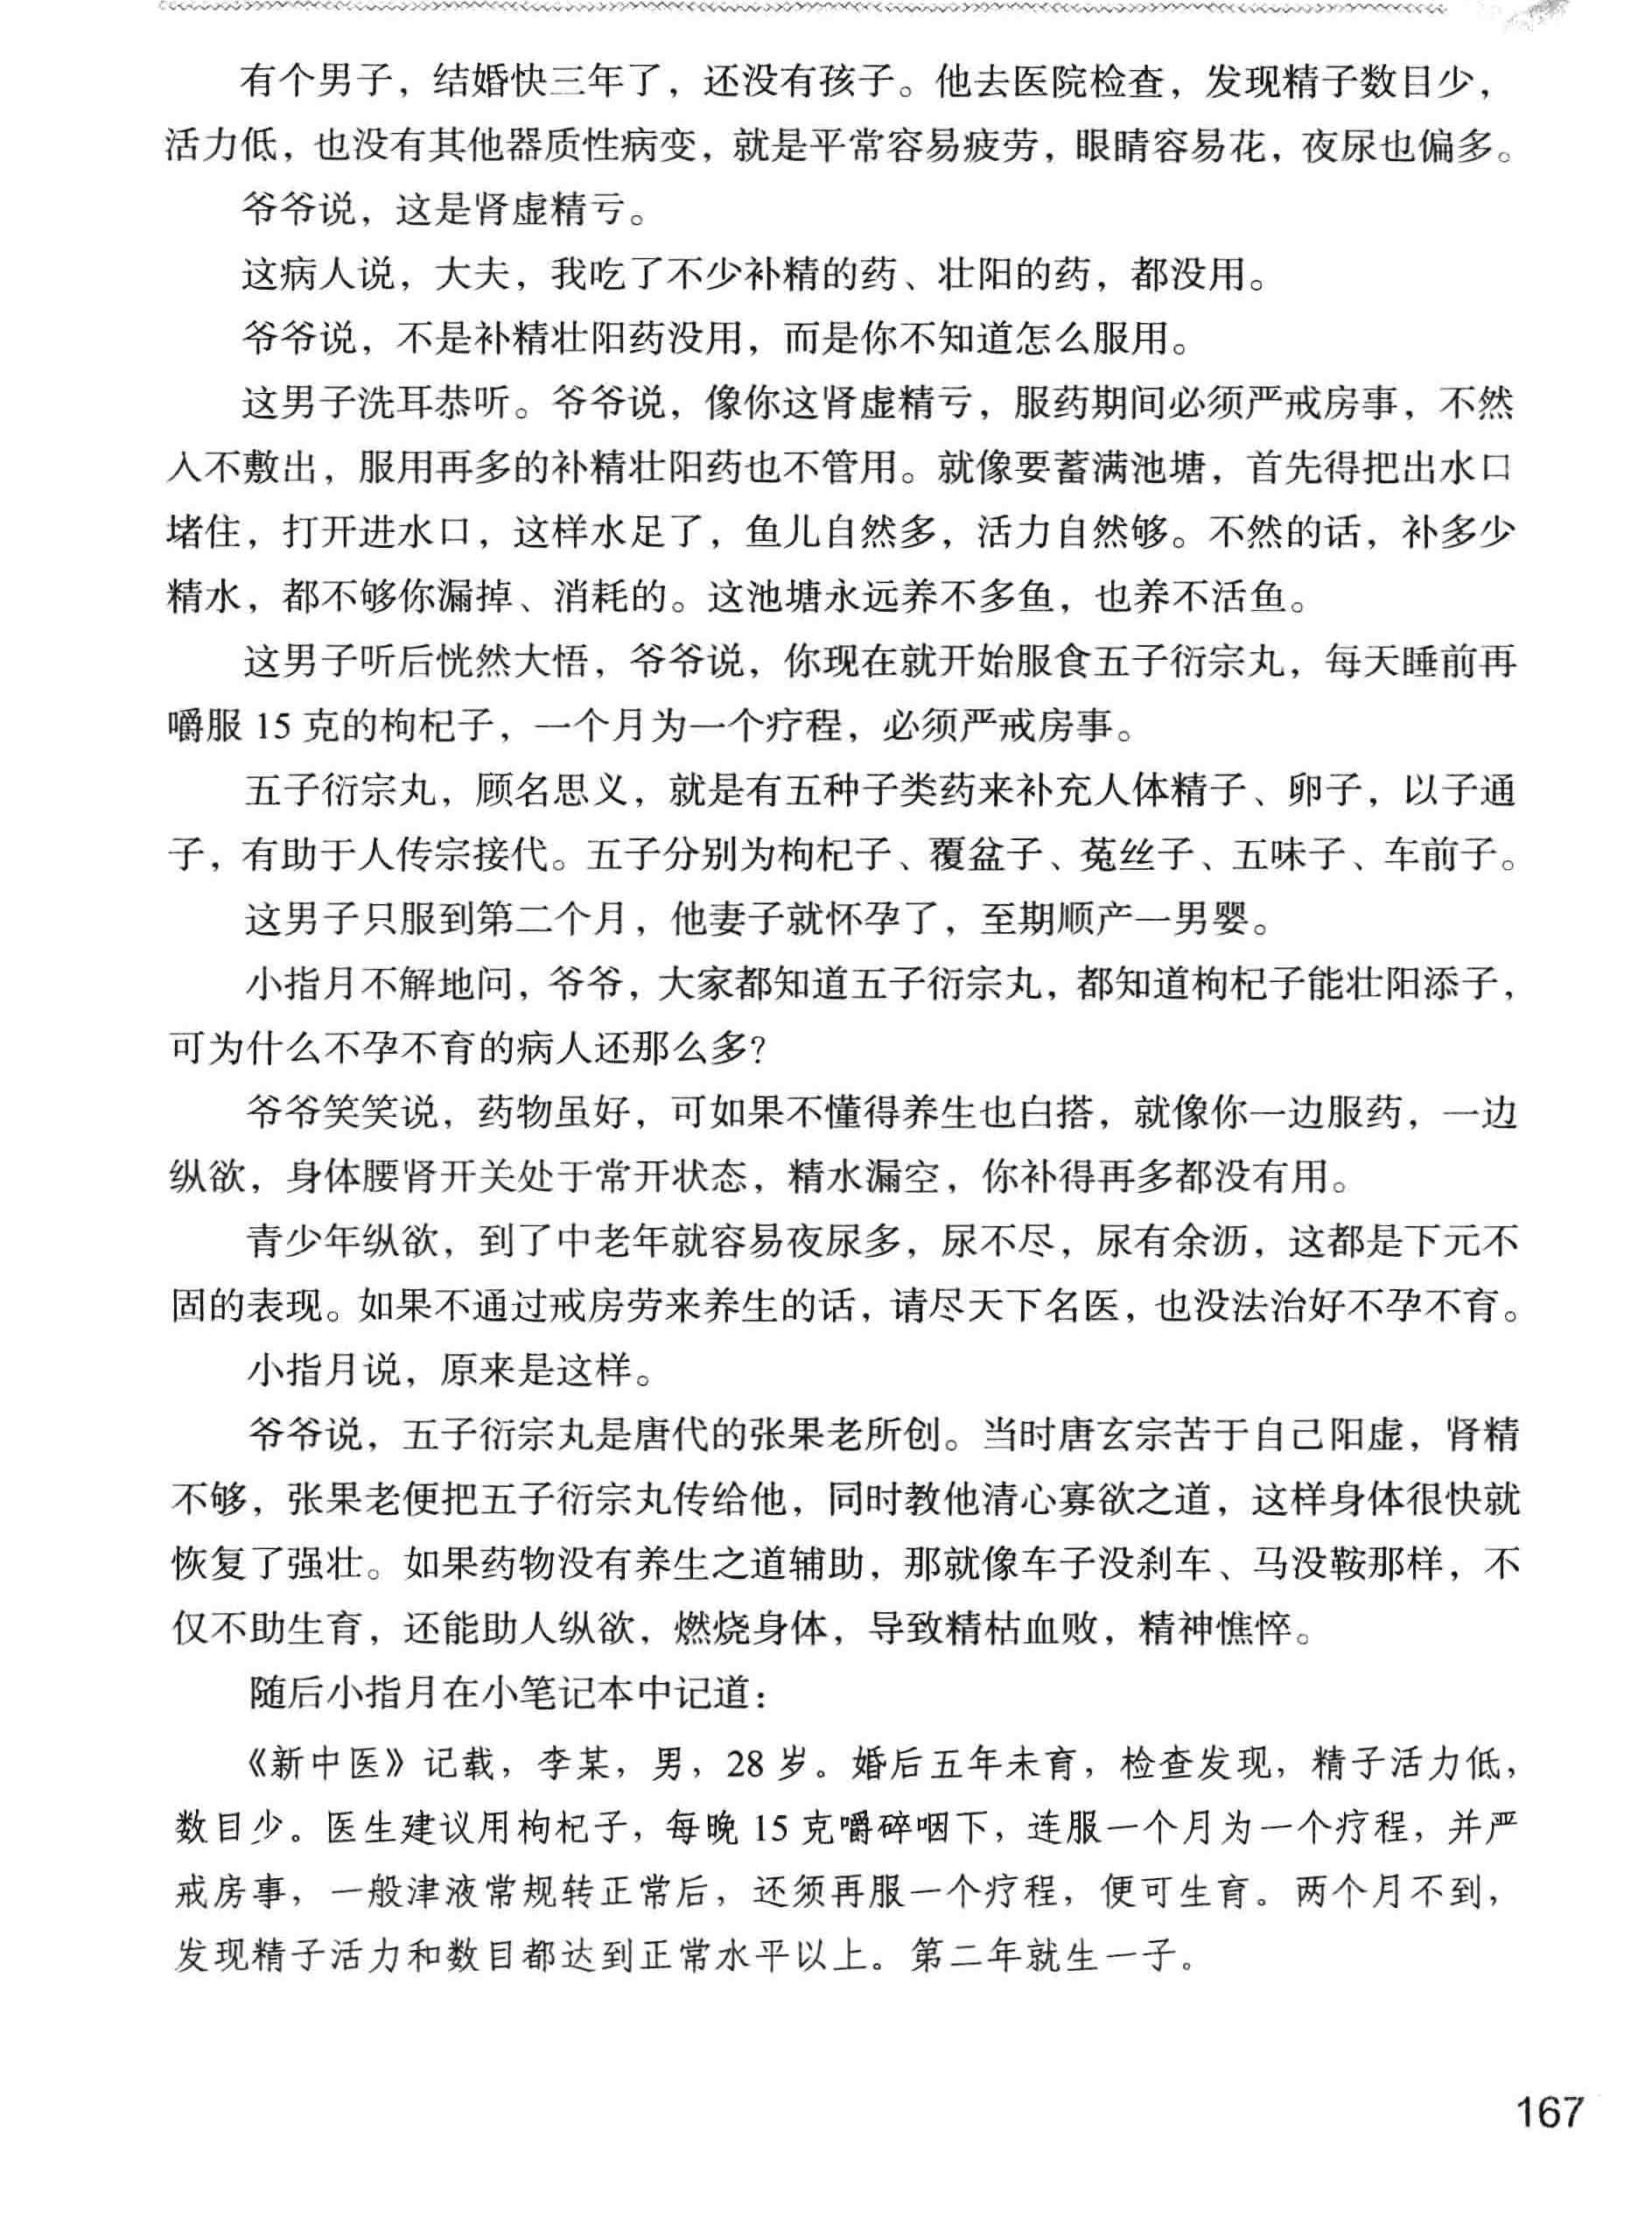 有个男子，结婚快三年了，还没有孩子。他去医院检查，发现精子数目少，
活力低，也没有其他器质性病变，就是平常容易疲劳，眼睛容易花，夜尿也偏多。
爷爷说，这是肾虚精亏。
这病人说，大夫，我吃了不少补精的药、壮阳的药，都没用。
爷爷说，不是补精壮阳药没用，而是你不知道怎么服用。
这男子洗耳恭听。爷爷说，像你这肾虚精亏，服药期间必须严戒房事，不然
入不敷出，服用再多的补精壮阳药也不管用。就像要蓄满池塘，首先得把出水口
堵住，打开进水口，这样水足了，鱼儿自然多，活力自然够。不然的话，补多少
精水，都不够你漏掉、消耗的。这池塘永远养不多鱼，也养不活鱼。
这男子听后恍然大悟，爷爷说，你现在就开始服食五子衍宗丸，每天睡前再
嚼服 15 克的枸杞子，一个月为一个疗程，必须严戒房事。
五子衍宗丸，顾名思义，就是有五种子类药来补充人体精子、卵子，以子通
子，有助于人传宗接代。五子分别为枸杞子、覆盆子、菟丝子、五味子、车前子。
这男子只服到第二个月，他妻子就怀孕了，至期顺产一男婴。
小指月不解地问，爷爷，大家都知道五子衍宗丸，都知道枸杞子能壮阳添子，
可为什么不孕不育的病人还那么多？
爷爷笑笑说，药物虽好，可如果不懂得养生也白搭，就像你一边服药，一边
纵欲，身体腰肾开关处于常开状态，精水漏空，你补得再多都没有用。
青少年纵欲，到了中老年就容易夜尿多，尿不尽，尿有余沥，这都是下元不
固的表现。如果不通过戒房劳来养生的话，请尽天下名医，也没法治好不孕不育。
小指月说，原来是这样。
爷爷说，五子衍宗丸是唐代的张果老所创。当时唐玄宗苦于自己阳虚，肾精
不够，张果老便把五子衍宗丸传给他，同时教他清心寡欲之道，这样身体很快就
恢复了强壮。如果药物没有养生之道辅助，那就像车子没刹车、马没鞍那样，不
仅不助生育，还能助人纵欲，燃烧身体，导致精枯血败，精神憔悴。
随后小指月在小笔记本中记道：
《新中医》记载，李某，男，28 岁。婚后五年未育，检查发现，精子活力低，
数目少。医生建议用枸杞子，每晚 15 克嚼碎咽下，连服一个月为一个疗程，并严
戒房事，一般津液常规转正常后，还须再服一个疗程，便可生育。两个月不到，
发现精子活力和数目都达到正常水平以上。第二年就生一子。
167